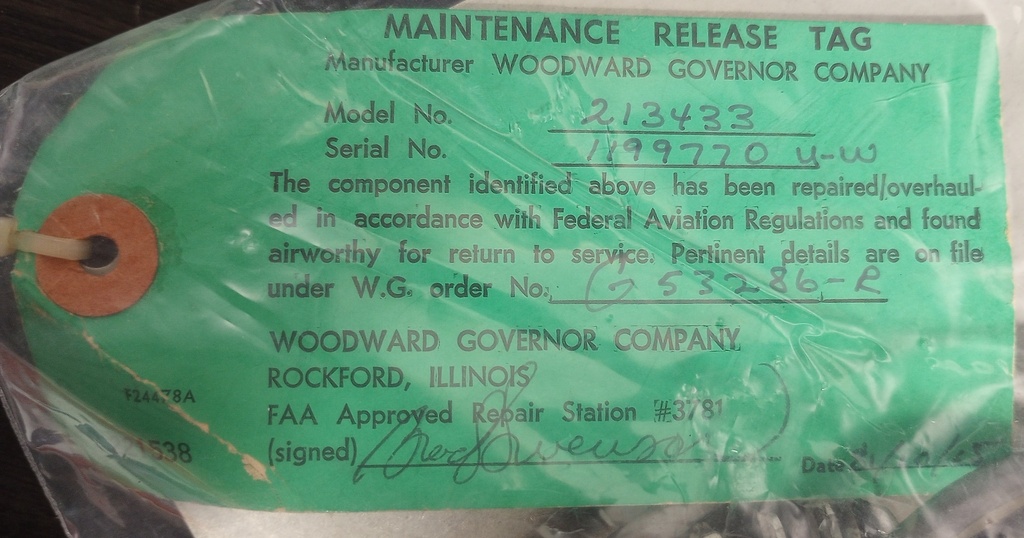 MAINTENANCE RELEASE TAG
Manufacturer WOODWARD GOVERNOR COMPANY
Model No. 213433
Serial No. 1199770 U-W
The component identified above has been repaired/overhaul-
ed in accordance with Federal Aviation Regulations and found
airworthy for return to service. Pertinent details are on file
under W.G. order No. G 53286-R
WOODWARD GOVERNOR COMPANY
ROCKFORD, ILLINOIS
F24478A
FAA Approved Repair Station #3781
538
(signed)
Date